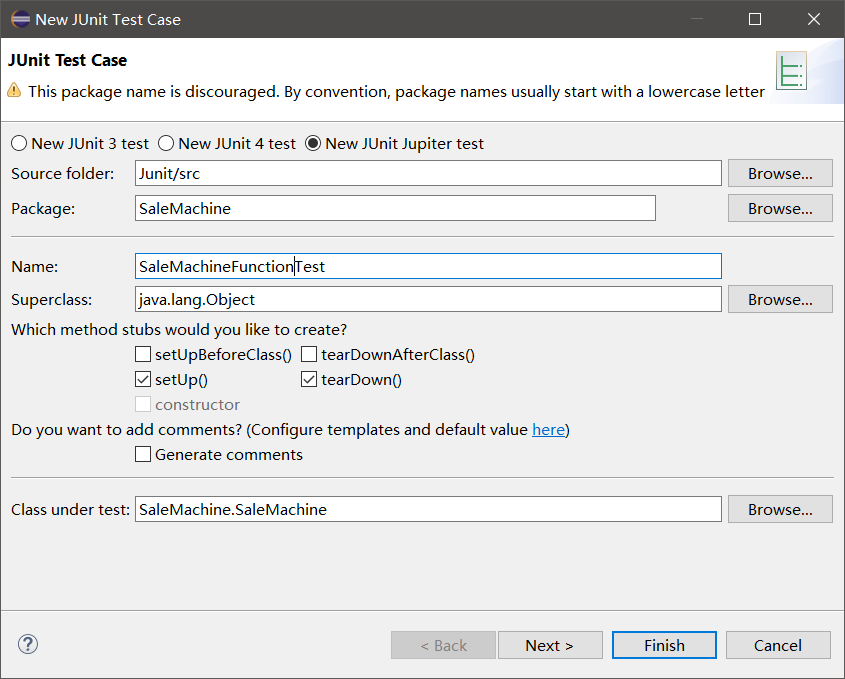 New JUnit Test Case
JUnit Test Case
This package name is discouraged. By convention, package names usually start with a lowercase letter
New JUnit 3 test New JUnit 4 test New JUnit Jupiter test
Source folder: Junit/src Browse...
Package: SaleMachine Browse...
Name: SaleMachineFunctionTest
Superclass: java.lang.Object Browse...
Which method stubs would you like to create?
setUpBeforeClass() tearDownAfterClass()
setUp() tearDown()
constructor
Do you want to add comments? (Configure templates and default value here)
Generate comments
Class under test: SaleMachine.SaleMachine Browse...
? < Back Next > Finish Cancel